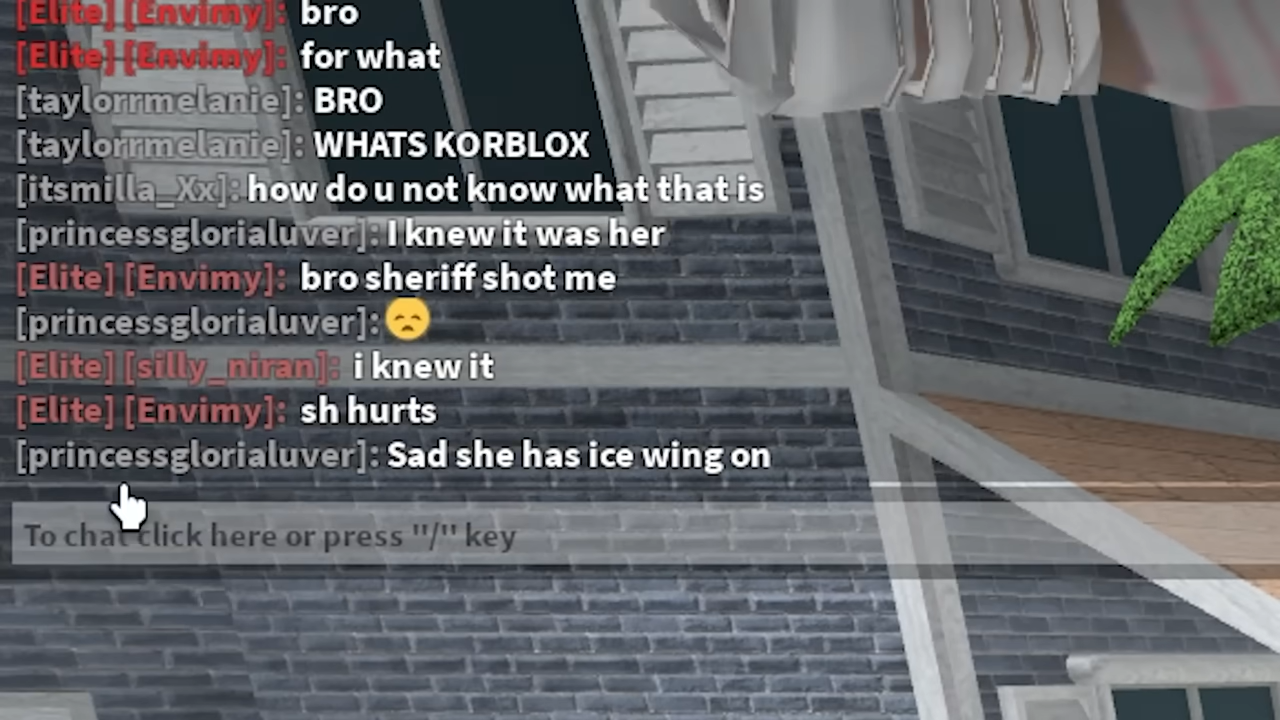 [Elite] [Envimy]: bro
[Elite] [Envimy]: for what
[taylorrmelanie]: BRO
[taylorrmelanie]: WHATS KORBLOX
[itsmilla_Xx]: how do u not know what that is
[princessglorialuver]: I knew it was her
[Elite] [Envimy]: bro sheriff shot me
[princessglorialuver]: 😞
[Elite] [silly_niran]: i knew it
[Elite] [Envimy]: sh hurts
[princessglorialuver]: Sad she has ice wing on
To chat click here or press "/" key